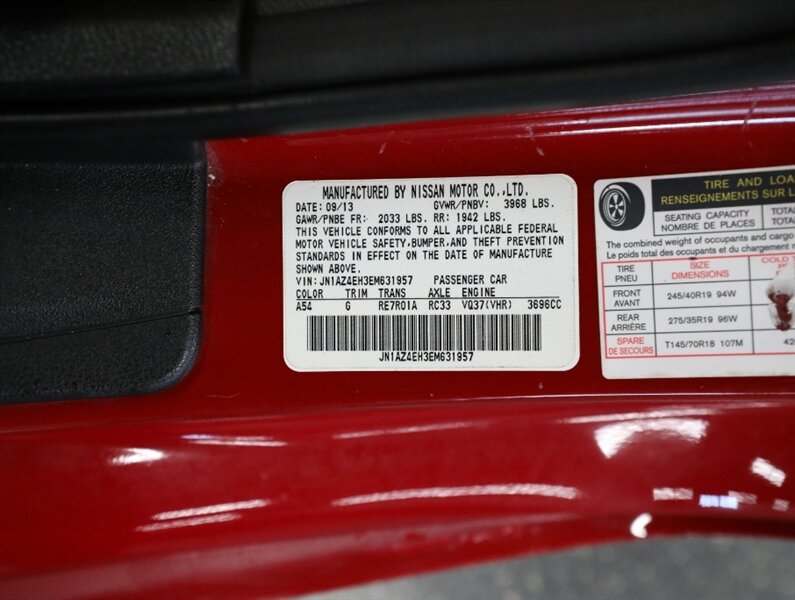 MANUFACTURED BY NISSAN MOTOR CO.,LTD.
DATE: 09/13 GVWR/PNBV: 3968 LBS.
GAWR/PNBE FR: 2033 LBS. RR: 1942 LBS.
THIS VEHICLE CONFORMS TO ALL APPLICABLE FEDERAL
MOTOR VEHICLE SAFETY,BUMPER,AND THEFT PREVENTION
STANDARDS IN EFFECT ON THE DATE OF MANUFACTURE
SHOWN ABOVE.
VIN:JN1AZ4EH3EM631957 PASSENGER CAR
COLOR TRIM TRANS AXLE ENGINE
A54 G RE7R01A RC33 VQ37(VHR) 3696CC
JN1AZ4EH3EM631957
TIRE AND LOA
RENSEIGNEMENTS SUR L
SEATING CAPACITY TOTAL
NOMBRE DE PLACES TOTAL
The combined weight of occupants and cargo
Le poids total des occupants et du chargement
TIRE SIZE COLD T
PNEU DIMENSIONS
FRONT 245/40R19 94W
AVANT
REAR 275/35R19 96W
ARRIÈRE
SPARE T145/70R18 107M 42
DE SECOURS